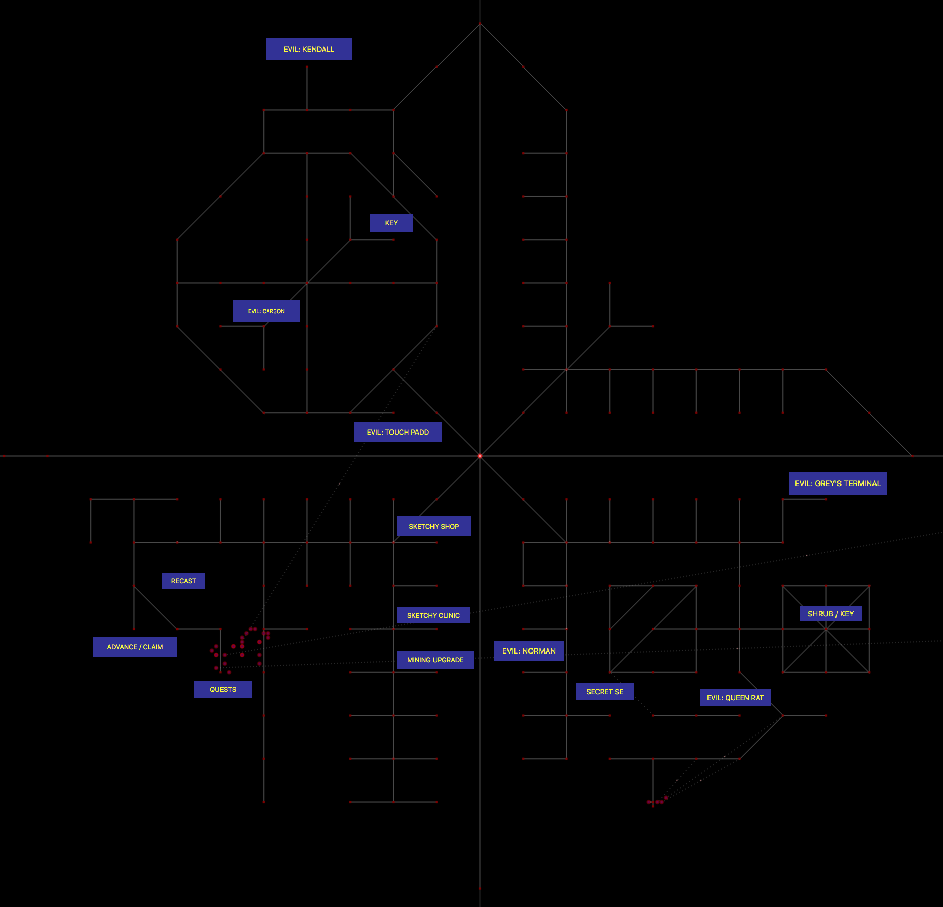 EVIL: KENDALL
KEY
EVIL: CARSON
EVIL: TOUCH PADD
EVIL: GREY'S TERMINAL
SKETCHY SHOP
RECAST
SKETCHY CLINIC
SHRUB / KEY
ADVANCE / CLAIM
EVIL: NORMAN
MINING UPGRADE
QUESTS
SECRET SE
EVIL: QUEEN RAT